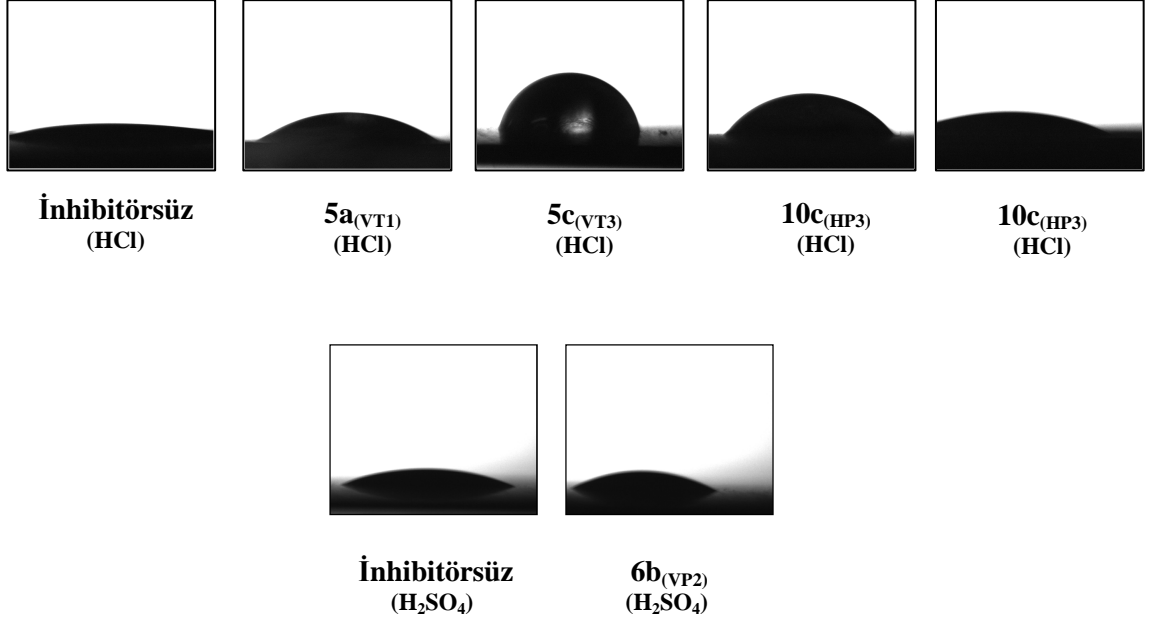 İnhibitörsüz
(HCl)
5a(VT1)
(HCl)
5c(VT3)
(HCl)
10c(HP3)
(HCl)
10c(HP3)
(HCl)
İnhibitörsüz
(H2SO4)
6b(VP2)
(H2SO4)